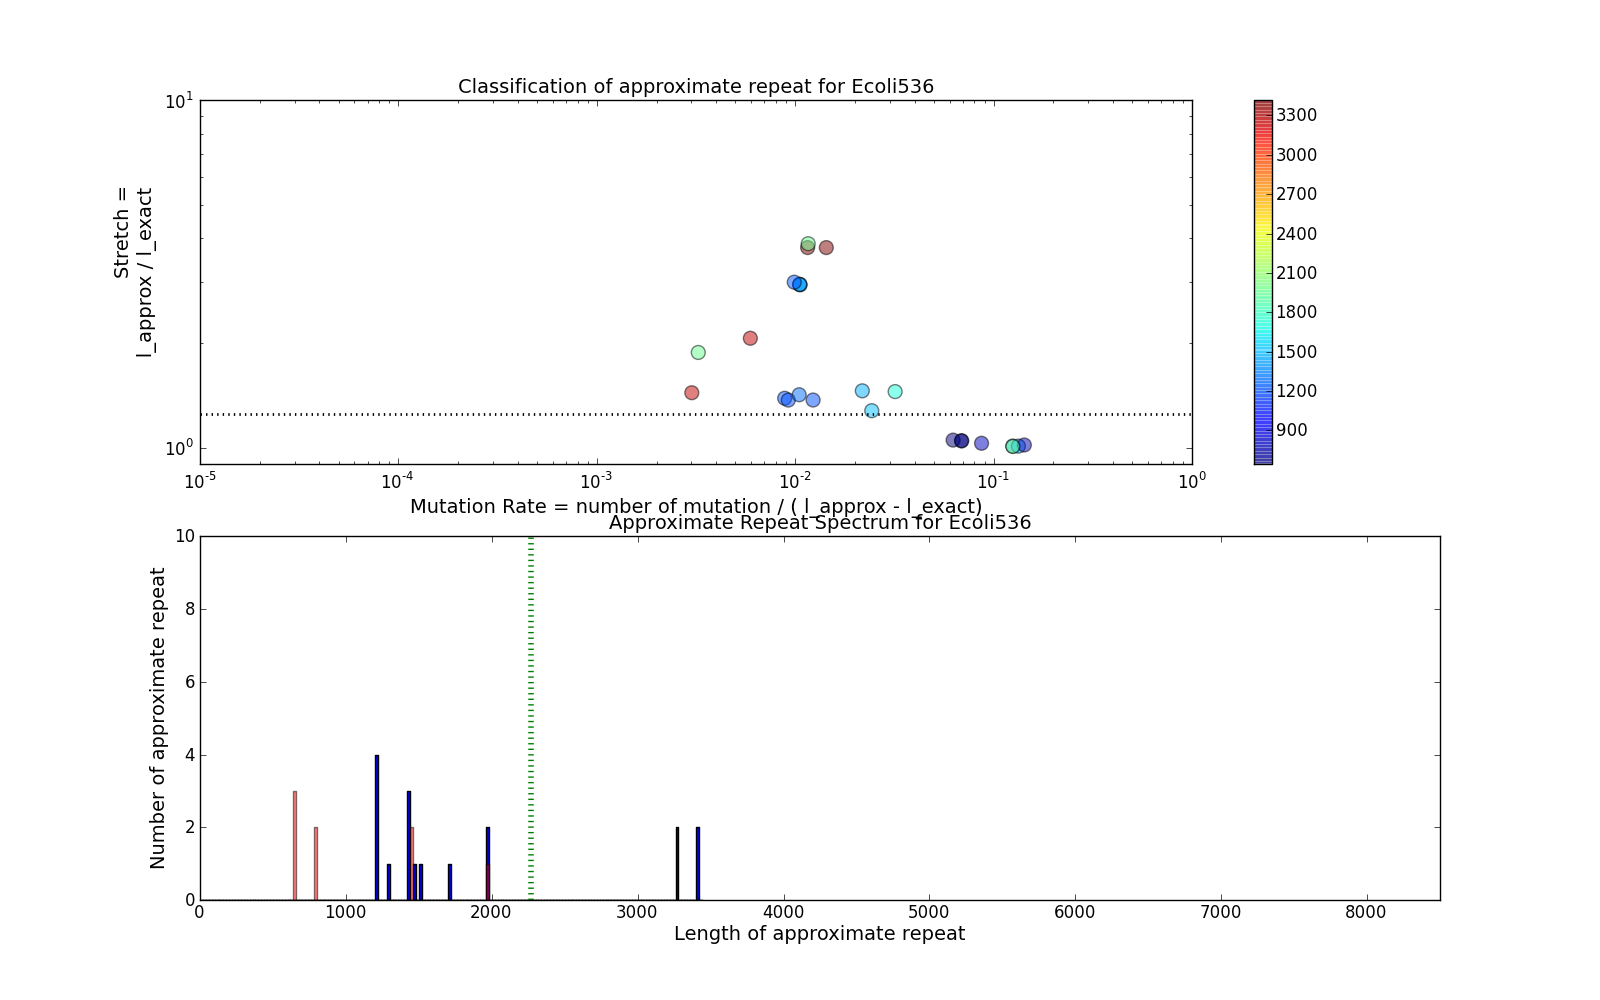 Classification of approximate repeat for Ecoli536
10^1
10^0
Stretch =
l_approx / l_exact
10^-5 10^-4 10^-3 10^-2 10^-1 10^0
Mutation Rate = number of mutation / ( l_approx - l_exact)
3300
3000
2700
2400
2100
1800
1500
1200
900
Approximate Repeat Spectrum for Ecoli536
10
8
6
4
2
0
Number of approximate repeat
0 1000 2000 3000 4000 5000 6000 7000 8000
Length of approximate repeat